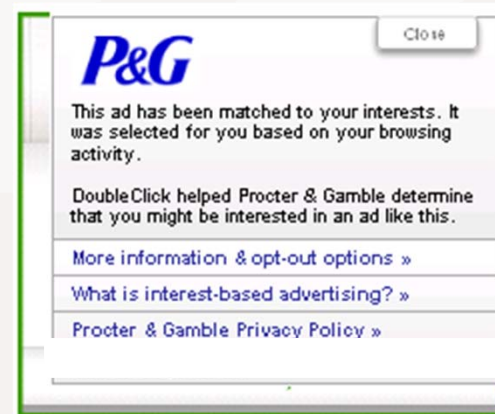 Close
P&G
This ad has been matched to your interests. It
was selected for you based on your browsing
activity.
DoubleClick helped Procter & Gamble determine
that you might be interested in an ad like this.
More information & opt-out options »
What is interest-based advertising? »
Procter & Gamble Privacy Policy »